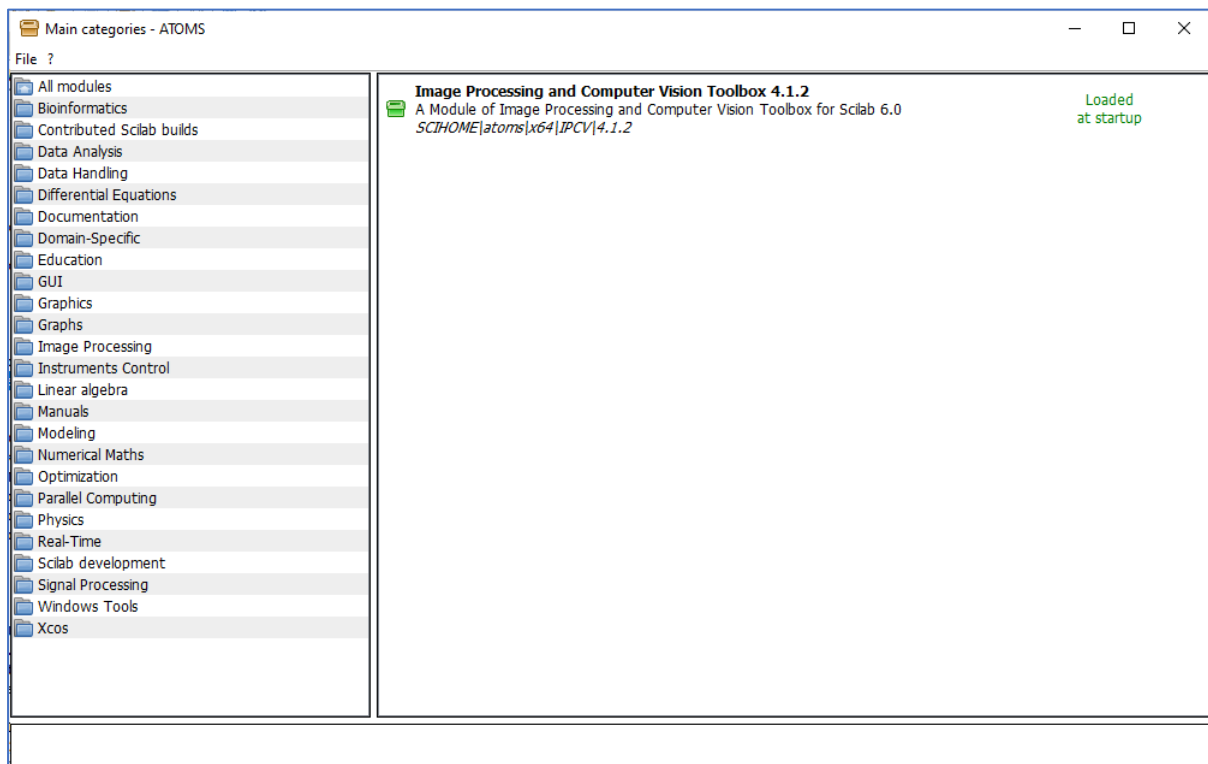 Main categories - ATOMS
File ?
All modules
Bioinformatics
Contributed Scilab builds
Data Analysis
Data Handling
Differential Equations
Documentation
Domain-Specific
Education
GUI
Graphics
Graphs
Image Processing
Instruments Control
Linear algebra
Manuals
Modeling
Numerical Maths
Optimization
Parallel Computing
Physics
Real-Time
Scilab development
Signal Processing
Windows Tools
Xcos
Image Processing and Computer Vision Toolbox 4.1.2
A Module of Image Processing and Computer Vision Toolbox for Scilab 6.0
SCIHOME\atoms\x64\IPCV\4.1.2
Loaded
at startup